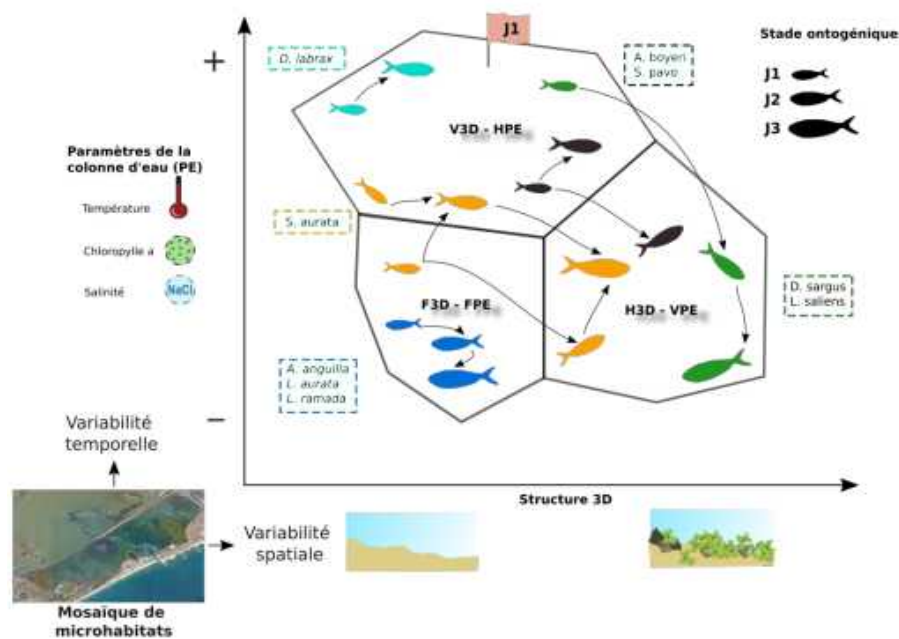 J1
Stade ontogénique
D. labrax
A. boyeri
S. pavo
+
J1
J2
J3
V3D - HPE
Paramètres de la
colonne d'eau (PE)
Température
S. aurata
Chloropylle a
Salinité
NaCl
F3D - FPE
H3D - VPE
D. sargus
L. saliens
A. anguilla
L. aurata
L. ramada
−
Variabilité
temporelle
Structure 3D
Variabilité
spatiale
Mosaïque de
microhabitats